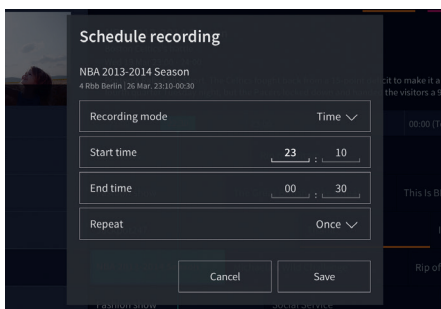 Schedule recording
NBA 2013-2014 Season
4 Rbb Berlin | 26 Mar. 23:10-00:30
cit to make it a
the visitors a 9
Recording mode
Time
00:00 (T
Start time
23 : 10
End time
00 : 30
This Is B
Repeat
Once
Rip of
Cancel
Save
Fashion show
Social Service